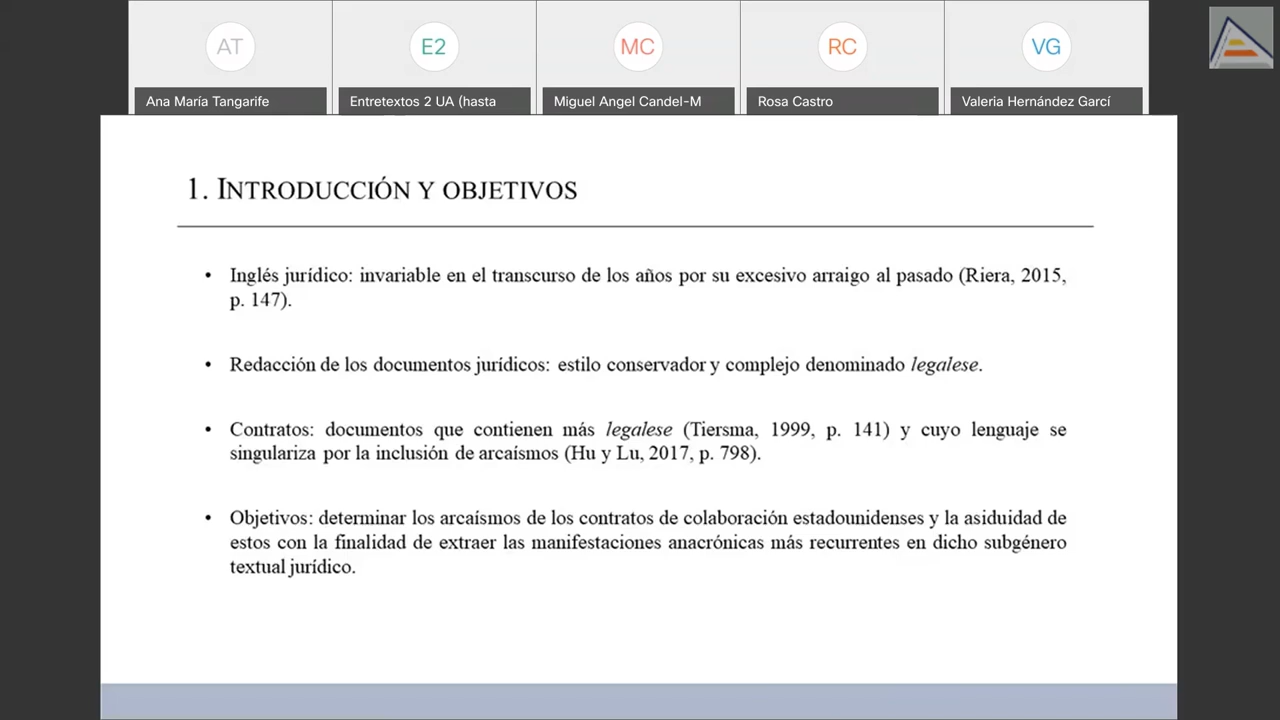 AT E2 MC RC VG
Ana María Tangarife Entretextos 2 UA (hasta Miguel Angel Candel-M Rosa Castro Valeria Hernández Garcí
1. INTRODUCCIÓN Y OBJETIVOS
• Inglés jurídico: invariable en el transcurso de los años por su excesivo arraigo al pasado (Riera, 2015,
p. 147).
• Redacción de los documentos jurídicos: estilo conservador y complejo denominado legalese.
• Contratos: documentos que contienen más legalese (Tiersma, 1999, p. 141) y cuyo lenguaje se
singulariza por la inclusión de arcaísmos (Hu y Lu, 2017, p. 798).
• Objetivos: determinar los arcaísmos de los contratos de colaboración estadounidenses y la asiduidad de
estos con la finalidad de extraer las manifestaciones anacrónicas más recurrentes en dicho subgénero
textual jurídico.